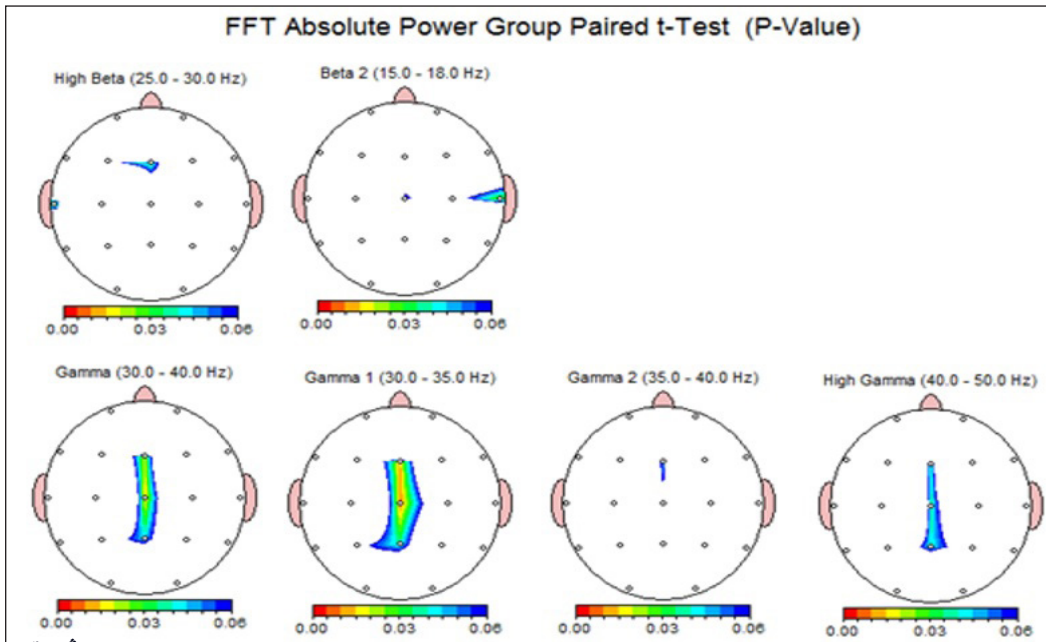 FFT Absolute Power Group Paired t-Test (P-Value)
High Beta (25.0 - 30.0 Hz)
Beta 2 (15.0 - 18.0 Hz)
0.00 0.03 0.06
0.00 0.03 0.06
Gamma (30.0 - 40.0 Hz)
Gamma 1 (30.0 - 35.0 Hz)
Gamma 2 (35.0 - 40.0 Hz)
High Gamma (40.0 - 50.0 Hz)
0.00 0.03 0.06
0.00 0.03 0.06
0.00 0.03 0.06
0.00 0.03 0.06